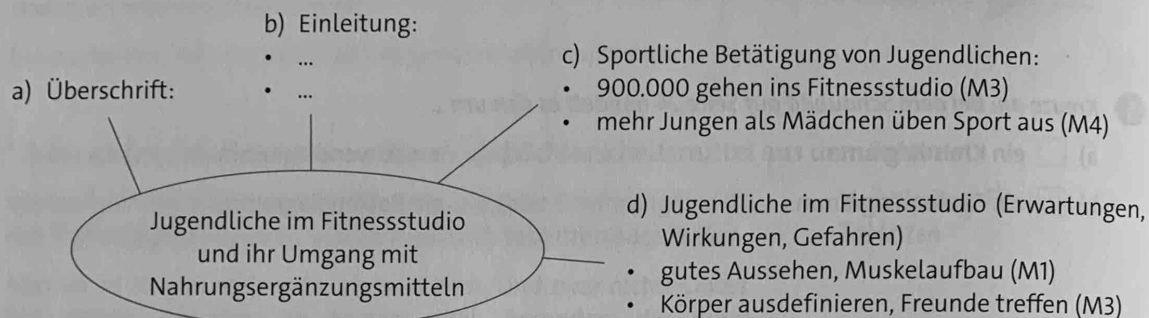 b) Einleitung:
• ...
• ...
a) Überschrift:
c) Sportliche Betätigung von Jugendlichen:
• 900.000 gehen ins Fitnessstudio (M3)
• mehr Jungen als Mädchen üben Sport aus (M4)
Jugendliche im Fitnessstudio
und ihr Umgang mit
Nahrungsergänzungsmitteln
d) Jugendliche im Fitnessstudio (Erwartungen,
Wirkungen, Gefahren)
• gutes Aussehen, Muskelaufbau (M1)
• Körper ausdefinieren, Freunde treffen (M3)